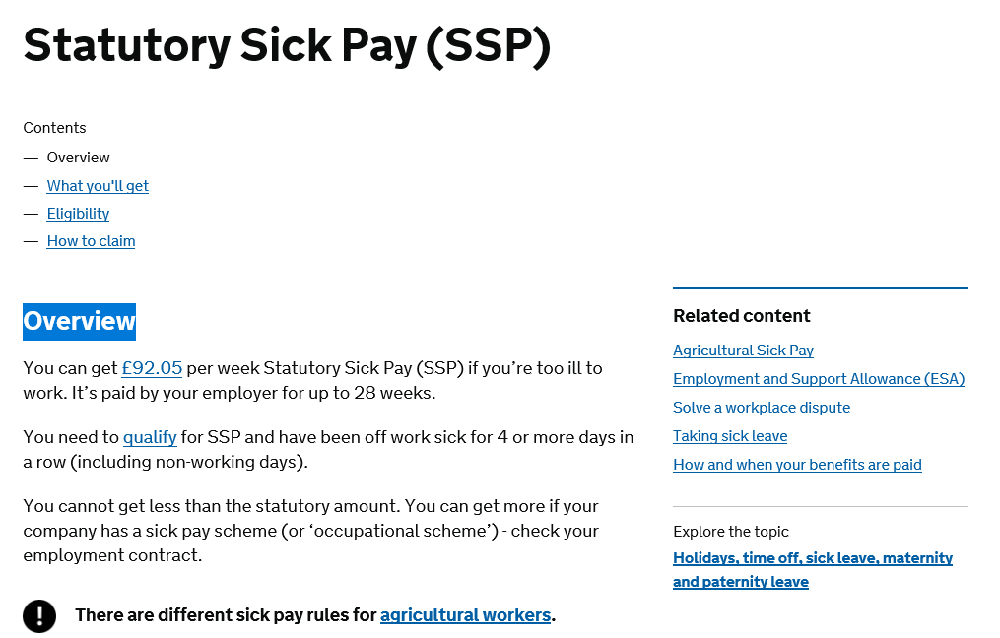 Statutory Sick Pay (SSP)
Contents
— Overview
— What you'll get
— Eligibility
— How to claim
Overview
You can get £92.05 per week Statutory Sick Pay (SSP) if you’re too ill to
work. It’s paid by your employer for up to 28 weeks.
You need to qualify for SSP and have been off work sick for 4 or more days in
a row (including non-working days).
You cannot get less than the statutory amount. You can get more if your
company has a sick pay scheme (or ‘occupational scheme’) - check your
employment contract.
! There are different sick pay rules for agricultural workers.
Related content
Agricultural Sick Pay
Employment and Support Allowance (ESA)
Solve a workplace dispute
Taking sick leave
How and when your benefits are paid
Explore the topic
Holidays, time off, sick leave, maternity
and paternity leave